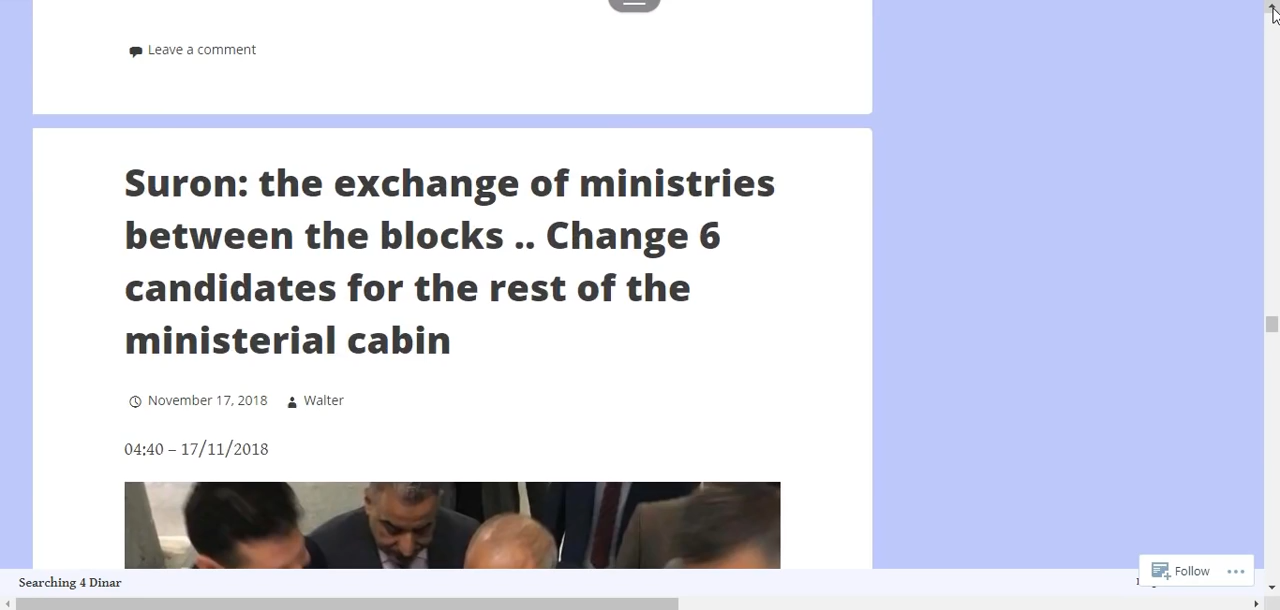 Leave a comment
Suron: the exchange of ministries
between the blocks .. Change 6
candidates for the rest of the
ministerial cabin
November 17, 2018 Walter
04:40 – 17/11/2018
Follow
Searching 4 Dinar